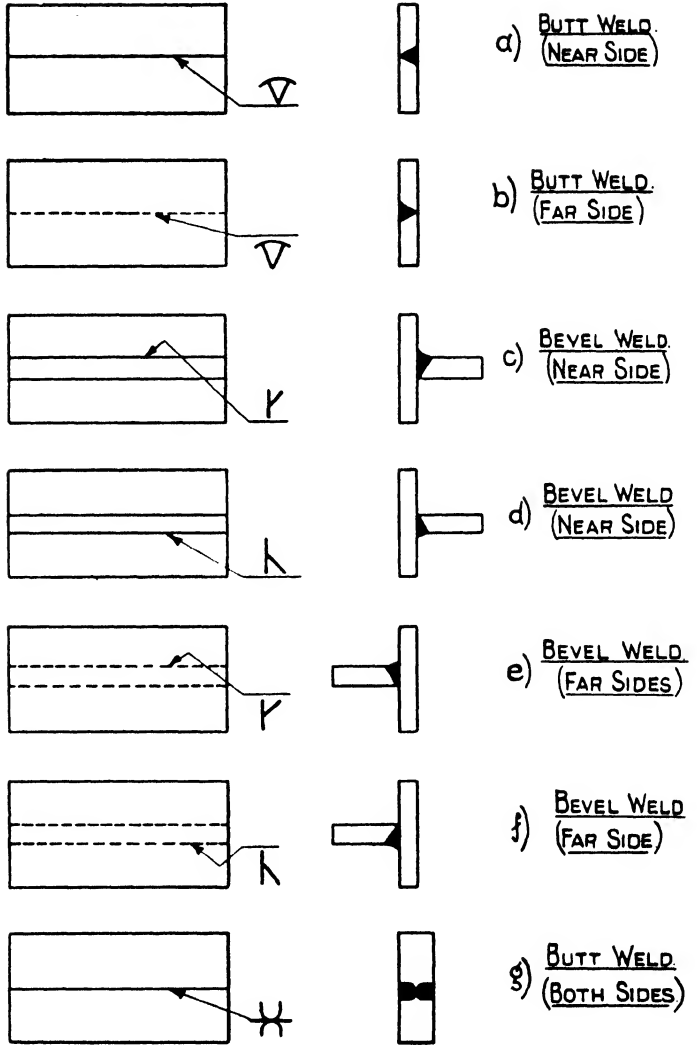 a) BUTT WELD.
(NEAR SIDE)
b) BUTT WELD.
(FAR SIDE)
c) BEVEL WELD.
(NEAR SIDE)
d) BEVEL WELD
(NEAR SIDE)
e) BEVEL WELD.
(FAR SIDES)
f) BEVEL WELD
(FAR SIDE)
g) BUTT WELD.
(BOTH SIDES.)